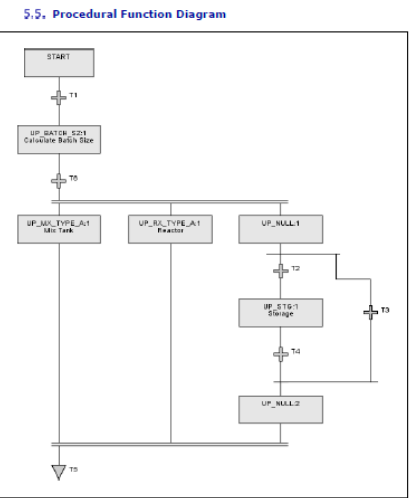 5.5. Procedural Function Diagram
START
T1
UP_BATCH_SZ:1
Calculate Batch Size
T6
UP_MX_TYPE_A:1
Mix Tank
UP_RX_TYPE_A:1
Reactor
UP_NULL:1
T2
UP_STG:1
Storage
T3
T4
UP_NULL:2
T5